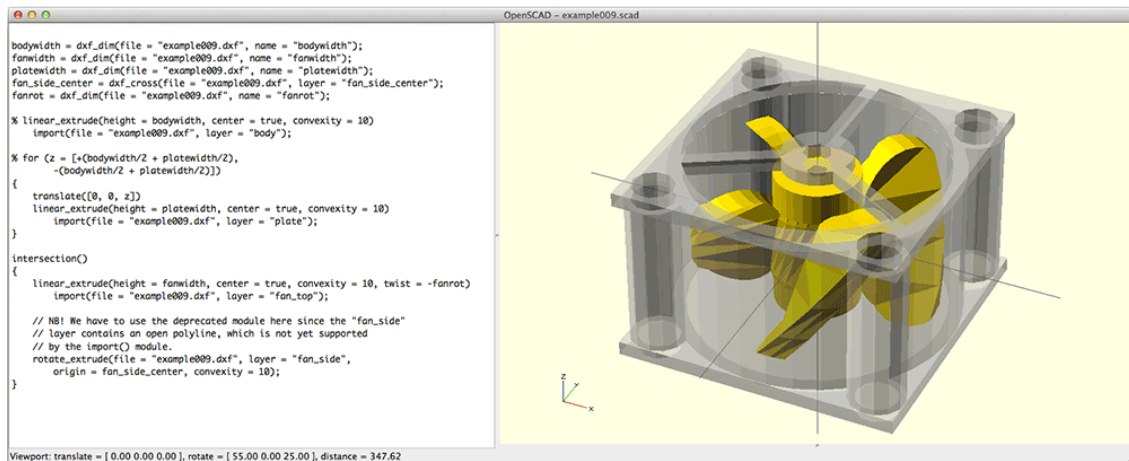 OpenSCAD – example009.scad
bodywidth = dxf_dim(file = "example009.dxf", name = "bodywidth");
fanwidth = dxf_dim(file = "example009.dxf", name = "fanwidth");
platewidth = dxf_dim(file = "example009.dxf", name = "platewidth");
fan_side_center = dxf_cross(file = "example009.dxf", layer = "fan_side_center");
fanrot = dxf_dim(file = "example009.dxf", name = "fanrot");
% linear_extrude(height = bodywidth, center = true, convexity = 10)
import(file = "example009.dxf", layer = "body");
% for (z = [+(bodywidth/2 + platewidth/2),
-(bodywidth/2 + platewidth/2)])
{
translate([0, 0, z])
linear_extrude(height = platewidth, center = true, convexity = 10)
import(file = "example009.dxf", layer = "plate");
}
intersection()
{
linear_extrude(height = fanwidth, center = true, convexity = 10, twist = -fanrot)
import(file = "example009.dxf", layer = "fan_top");
// NB! We have to use the deprecated module here since the "fan_side"
// layer contains an open polyline, which is not yet supported
// by the import() module.
rotate_extrude(file = "example009.dxf", layer = "fan_side",
origin = fan_side_center, convexity = 10);
}
z
y
x
Viewport: translate = [ 0.00 0.00 0.00 ], rotate = [ 55.00 0.00 25.00 ], distance = 347.62